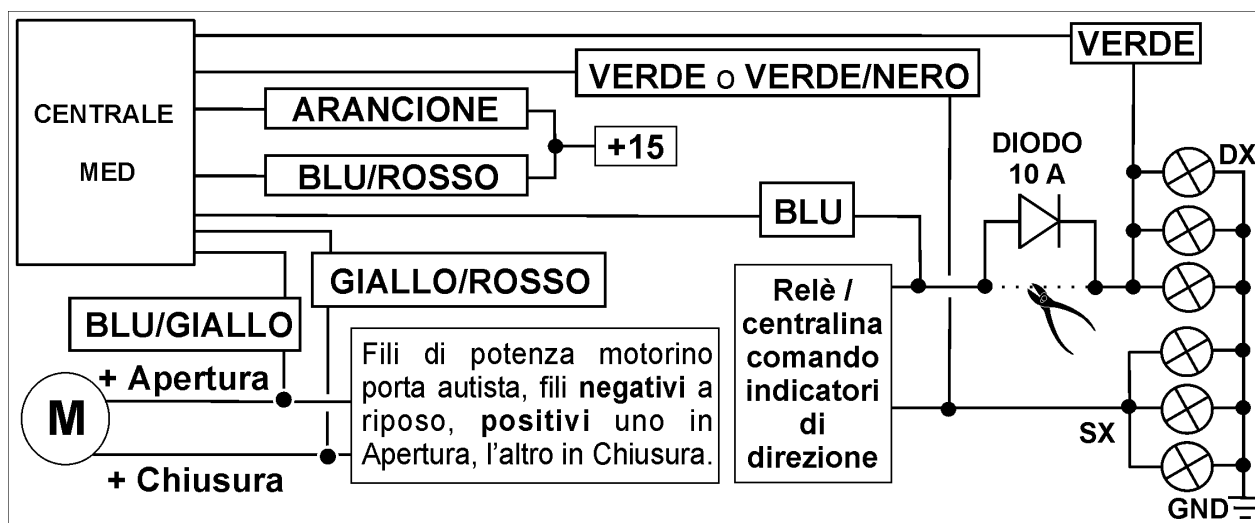 CENTRALE
MED
VERDE
VERDE o VERDE/NERO
ARANCIONE
+15
BLU/ROSSO
DIODO
10 A
DX
BLU
GIALLO/ROSSO
BLU/GIALLO
+ Apertura
M
+ Chiusura
Fili di potenza motorino
porta autista, fili negativi a
riposo, positivi uno in
Apertura, l'altro in Chiusura.
Relè /
centralina
comando
indicatori
di
direzione
SX
GND